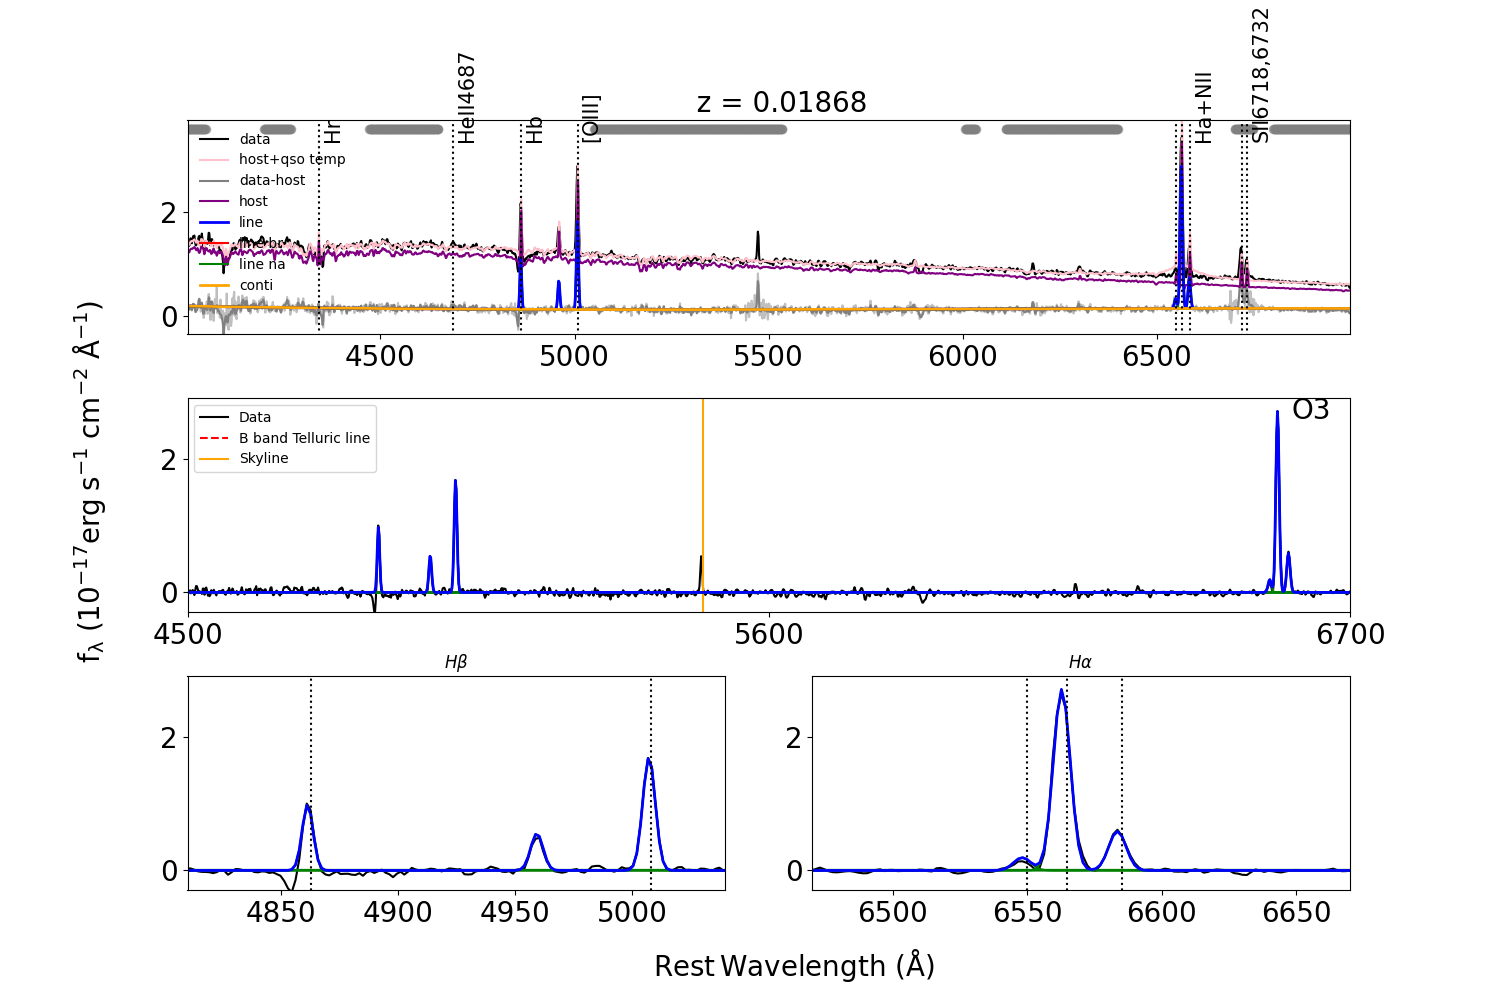 z = 0.01868
Hr
HeII4687
Hb
[OIII]
Ha+NII
SII6718,6732
data
host+qso temp
data-host
host
line
line br
line na
conti
2
0
4500
5000
5500
6000
6500
fλ (10−17erg s−1 cm−2 Å−1)
Data
B band Telluric line
Skyline
O3
2
0
4500
5600
6700
Hβ
2
0
4850
4900
4950
5000
Hα
2
0
6500
6550
6600
6650
Rest Wavelength (Å)